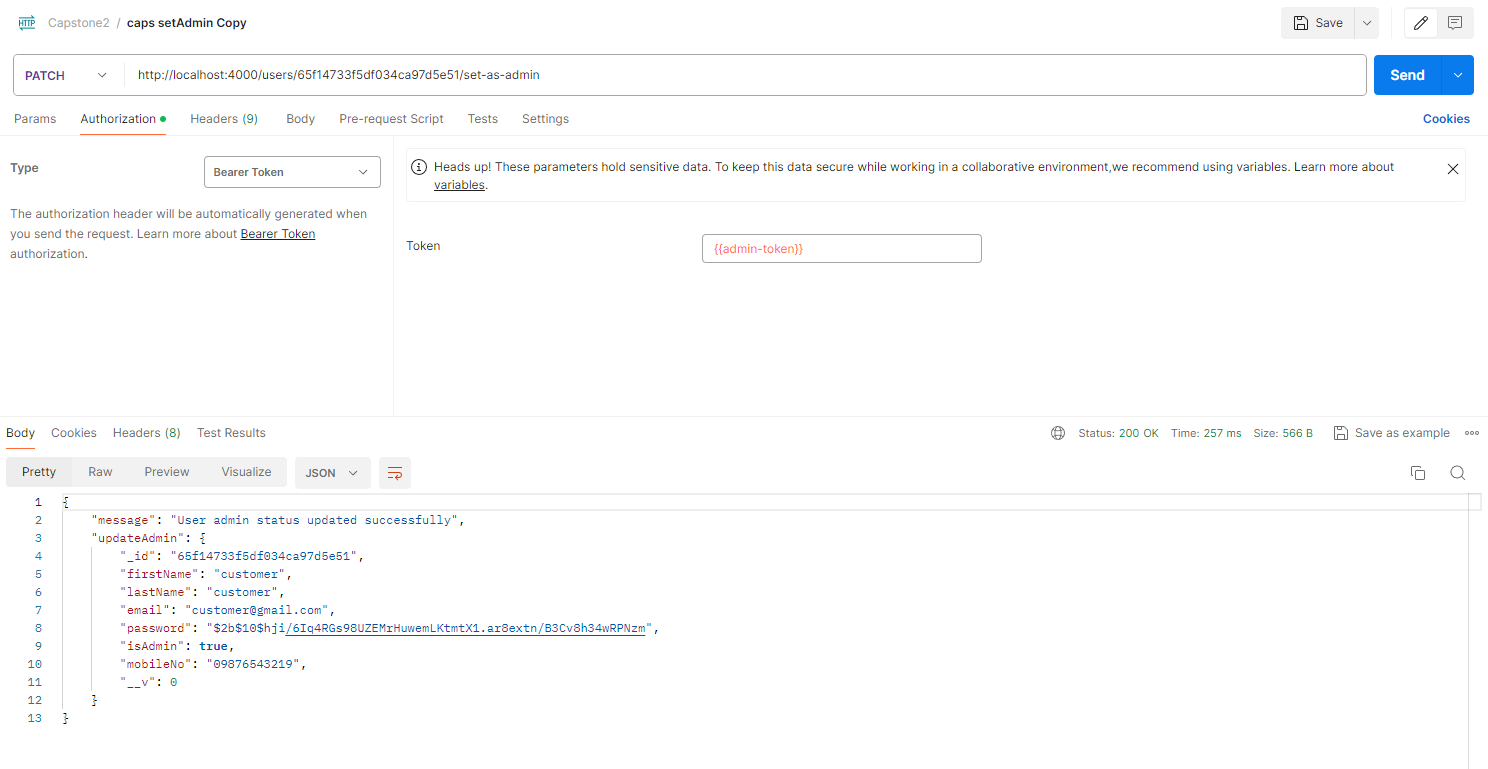 HTTP Capstone2 / caps setAdmin Copy Save
PATCH http://localhost:4000/users/65f14733f5df034ca97d5e51/set-as-admin Send
Params Authorization Headers (9) Body Pre-request Script Tests Settings Cookies
Type Bearer Token
The authorization header will be automatically generated when
you send the request. Learn more about Bearer Token
authorization.
Heads up! These parameters hold sensitive data. To keep this data secure while working in a collaborative environment,we recommend using variables. Learn more about
variables.
Token {{admin-token}}
Body Cookies Headers (8) Test Results Status: 200 OK Time: 257 ms Size: 566 B Save as example
Pretty Raw Preview Visualize JSON
1 {
2 "message": "User admin status updated successfully",
3 "updateAdmin": {
4 "_id": "65f14733f5df034ca97d5e51",
5 "firstName": "customer",
6 "lastName": "customer",
7 "email": "customer@gmail.com",
8 "password": "$2b$10$hji/6Iq4RGs98UZEMrHuwemLKtmtX1.ar8extn/B3Cv8h34wRPNzm",
9 "isAdmin": true,
10 "mobileNo": "09876543219",
11 "__v": 0
12 }
13 }